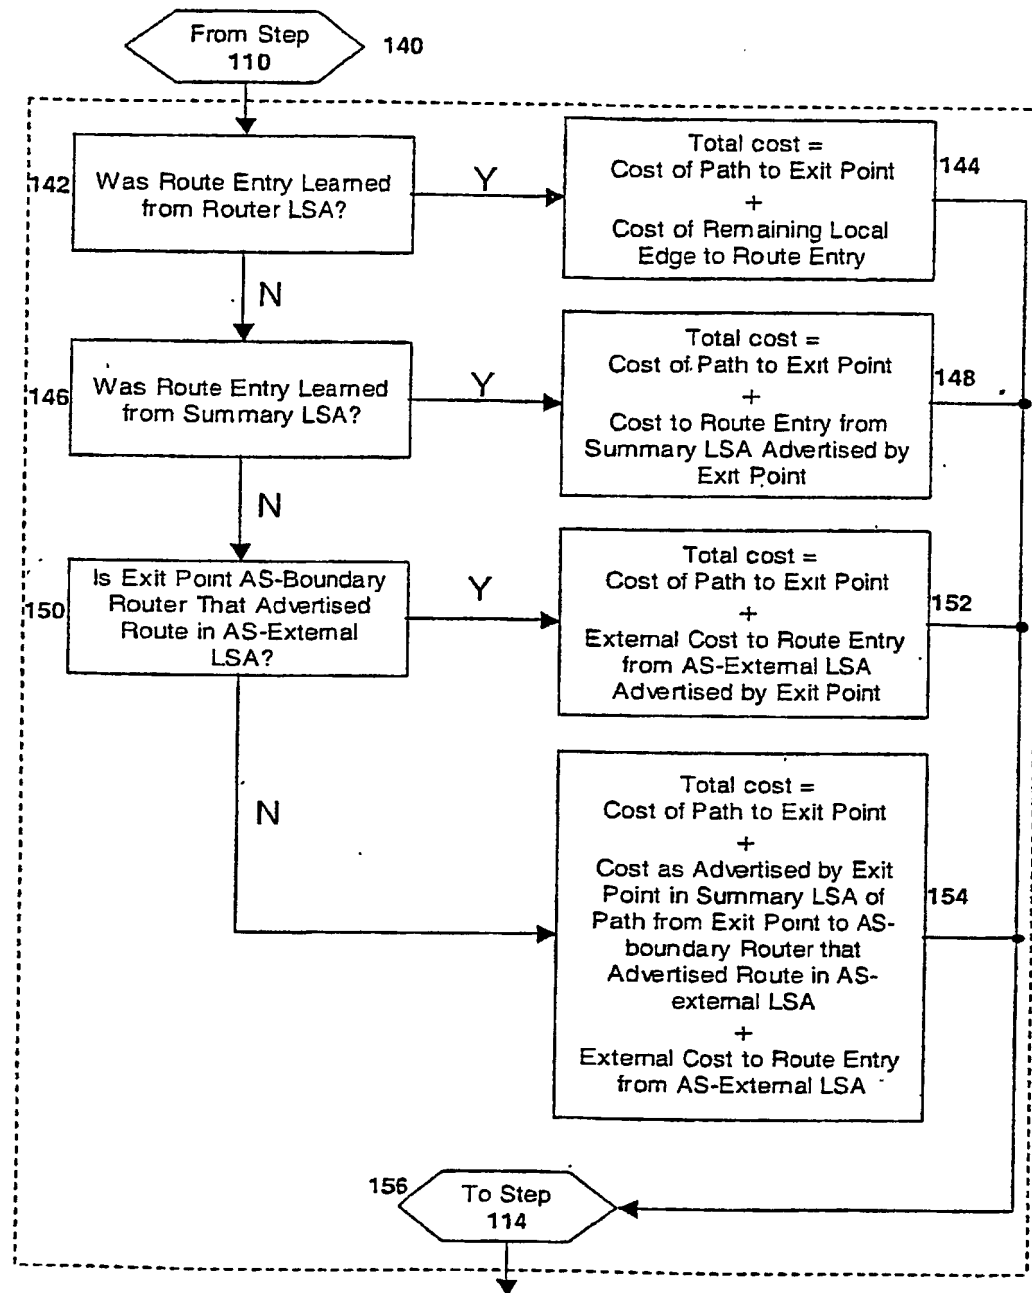 From Step
110
140
142
Was Route Entry Learned
from Router LSA?
Y
Total cost =
Cost of Path to Exit Point
+
Cost of Remaining Local
Edge to Route Entry
144
N
146
Was Route Entry Learned
from Summary LSA?
Y
Total cost =
Cost of Path to Exit Point
+
Cost to Route Entry from
Summary LSA Advertised by
Exit Point
148
N
150
Is Exit Point AS-Boundary
Router That Advertised
Route in AS-External
LSA?
Y
Total cost =
Cost of Path to Exit Point
+
External Cost to Route Entry
from AS-External LSA
Advertised by Exit Point
152
N
Total cost =
Cost of Path to Exit Point
+
Cost as Advertised by Exit
Point in Summary LSA of
Path from Exit Point to AS-
boundary Router that
Advertised Route in AS-
external LSA
+
External Cost to Route Entry
from AS-External LSA
154
156
To Step
114